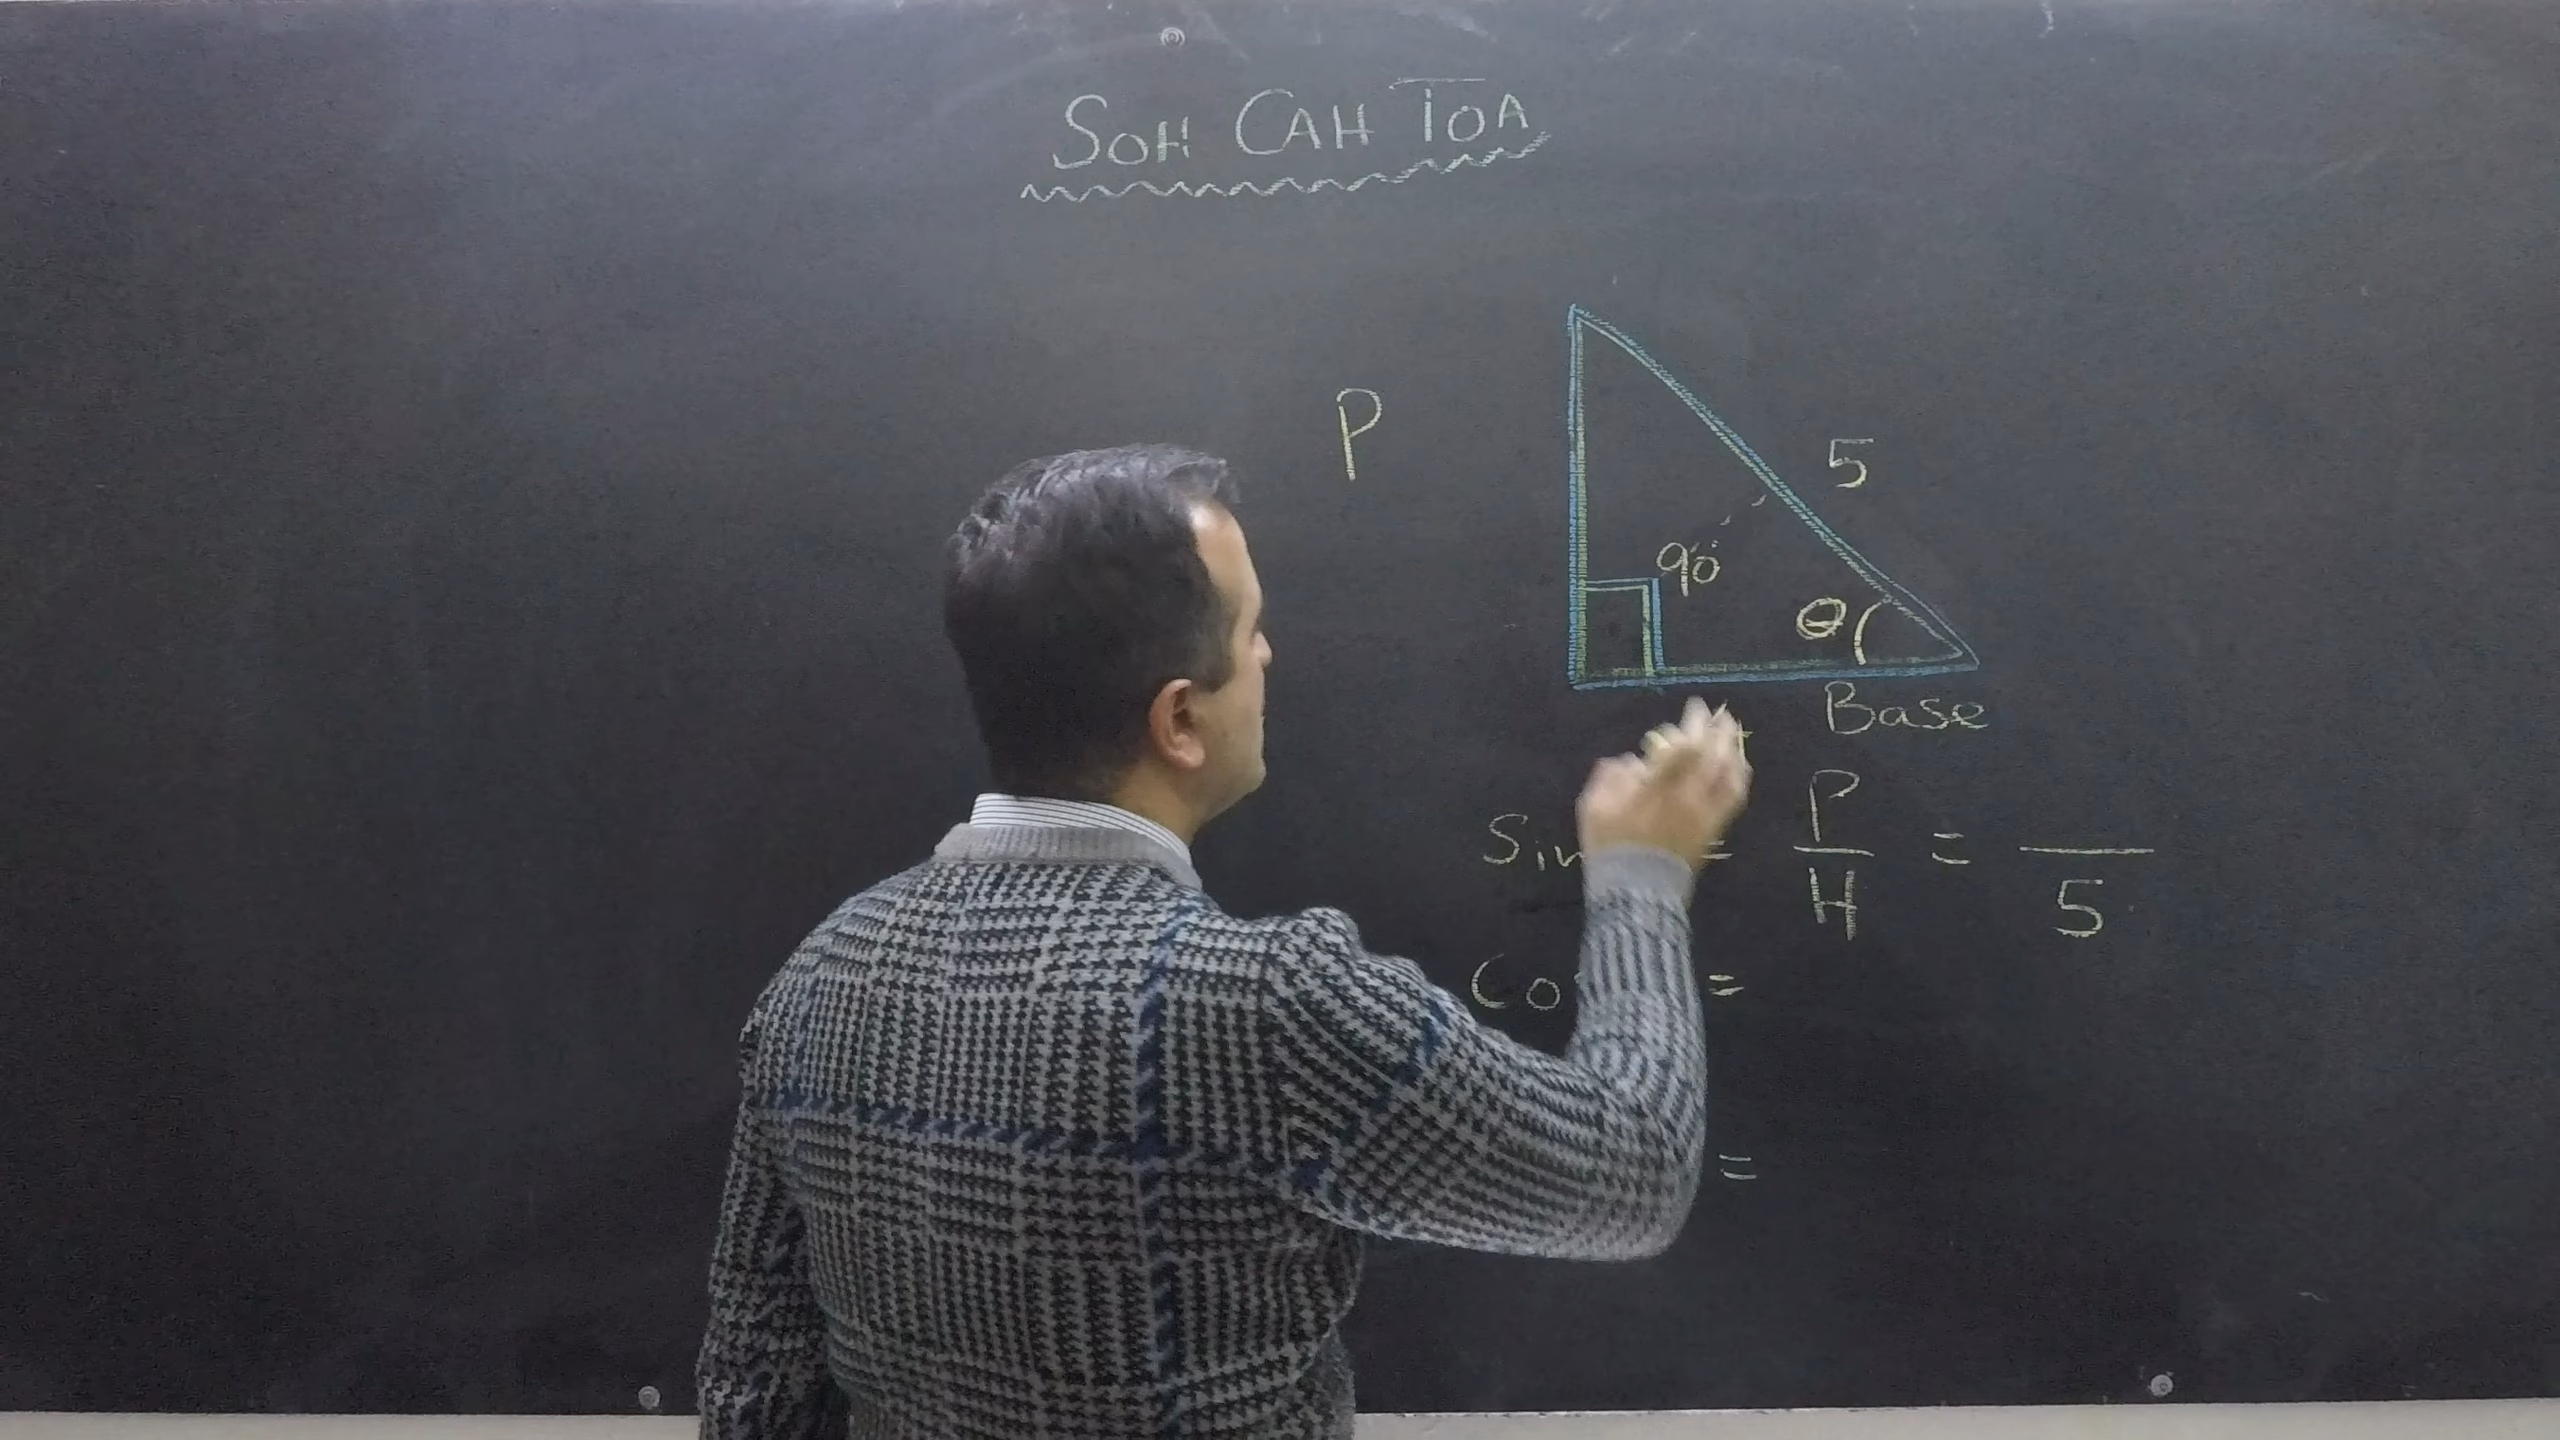 SOH CAH TOA
P
5
90°
θ
Base
= P/H = /5
=
=